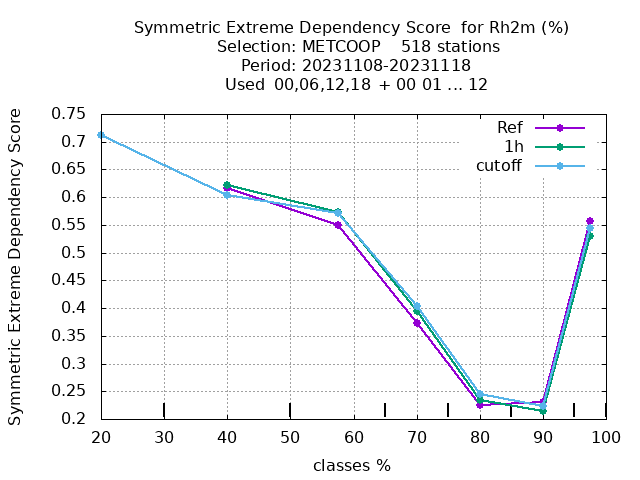 Symmetric Extreme Dependency Score  for Rh2m (%)
Selection: METCOOP    518 stations
Period: 20231108-20231118
Used  00,06,12,18  + 00 01 ... 12
Symmetric Extreme Dependency Score
0.75
0.7
0.65
0.6
0.55
0.5
0.45
0.4
0.35
0.3
0.25
0.2
Ref
1h
cutoff
20 30 40 50 60 70 80 90 100
classes %